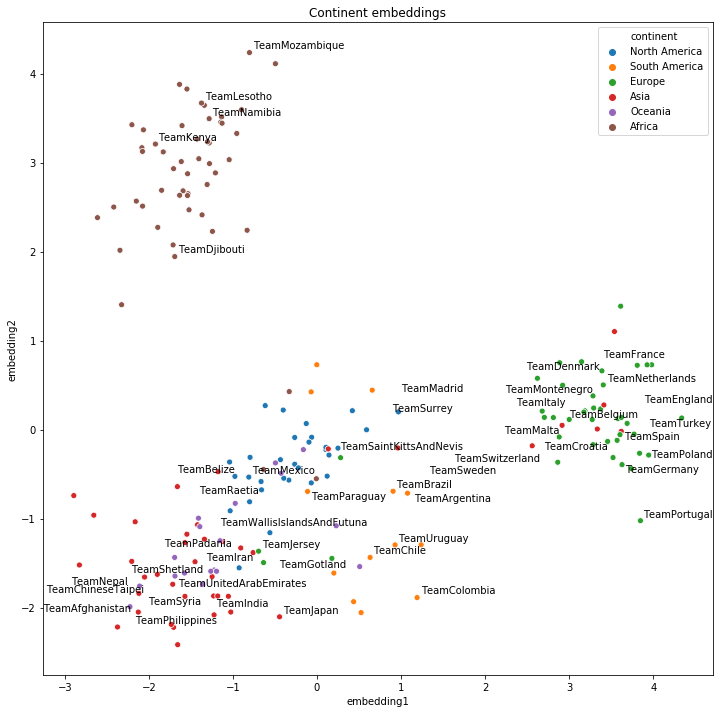 Continent embeddings
continent
North America
South America
Europe
Asia
Oceania
Africa
TeamMozambique
TeamLesotho
TeamNamibia
TeamKenya
TeamDjibouti
TeamFrance
TeamDenmark
TeamNetherlands
TeamMadrid
TeamMontenegro
TeamEngland
TeamItaly
TeamSurrey
TeamBelgium
TeamTurkey
TeamMalta
TeamSpain
TeamSaintKittsAndNevis
TeamCroatia
TeamSwitzerland
TeamPoland
TeamBelize
TeamMexico
TeamSweden
TeamGermany
TeamRaetia
TeamBrazil
TeamParaguay
TeamArgentina
TeamPortugal
TeamWallisIslandsAndFutuna
TeamPadania
TeamJersey
TeamUruguay
TeamIran
TeamChile
TeamShetland
TeamGotland
TeamNepal
TeamUnitedArabEmirates
TeamChineseTaipei
TeamColombia
TeamSyria
TeamIndia
TeamAfghanistan
TeamJapan
TeamPhilippines
4
3
2
1
0
−1
−2
−3
−2
−1
0
1
2
3
4
embedding1
embedding2